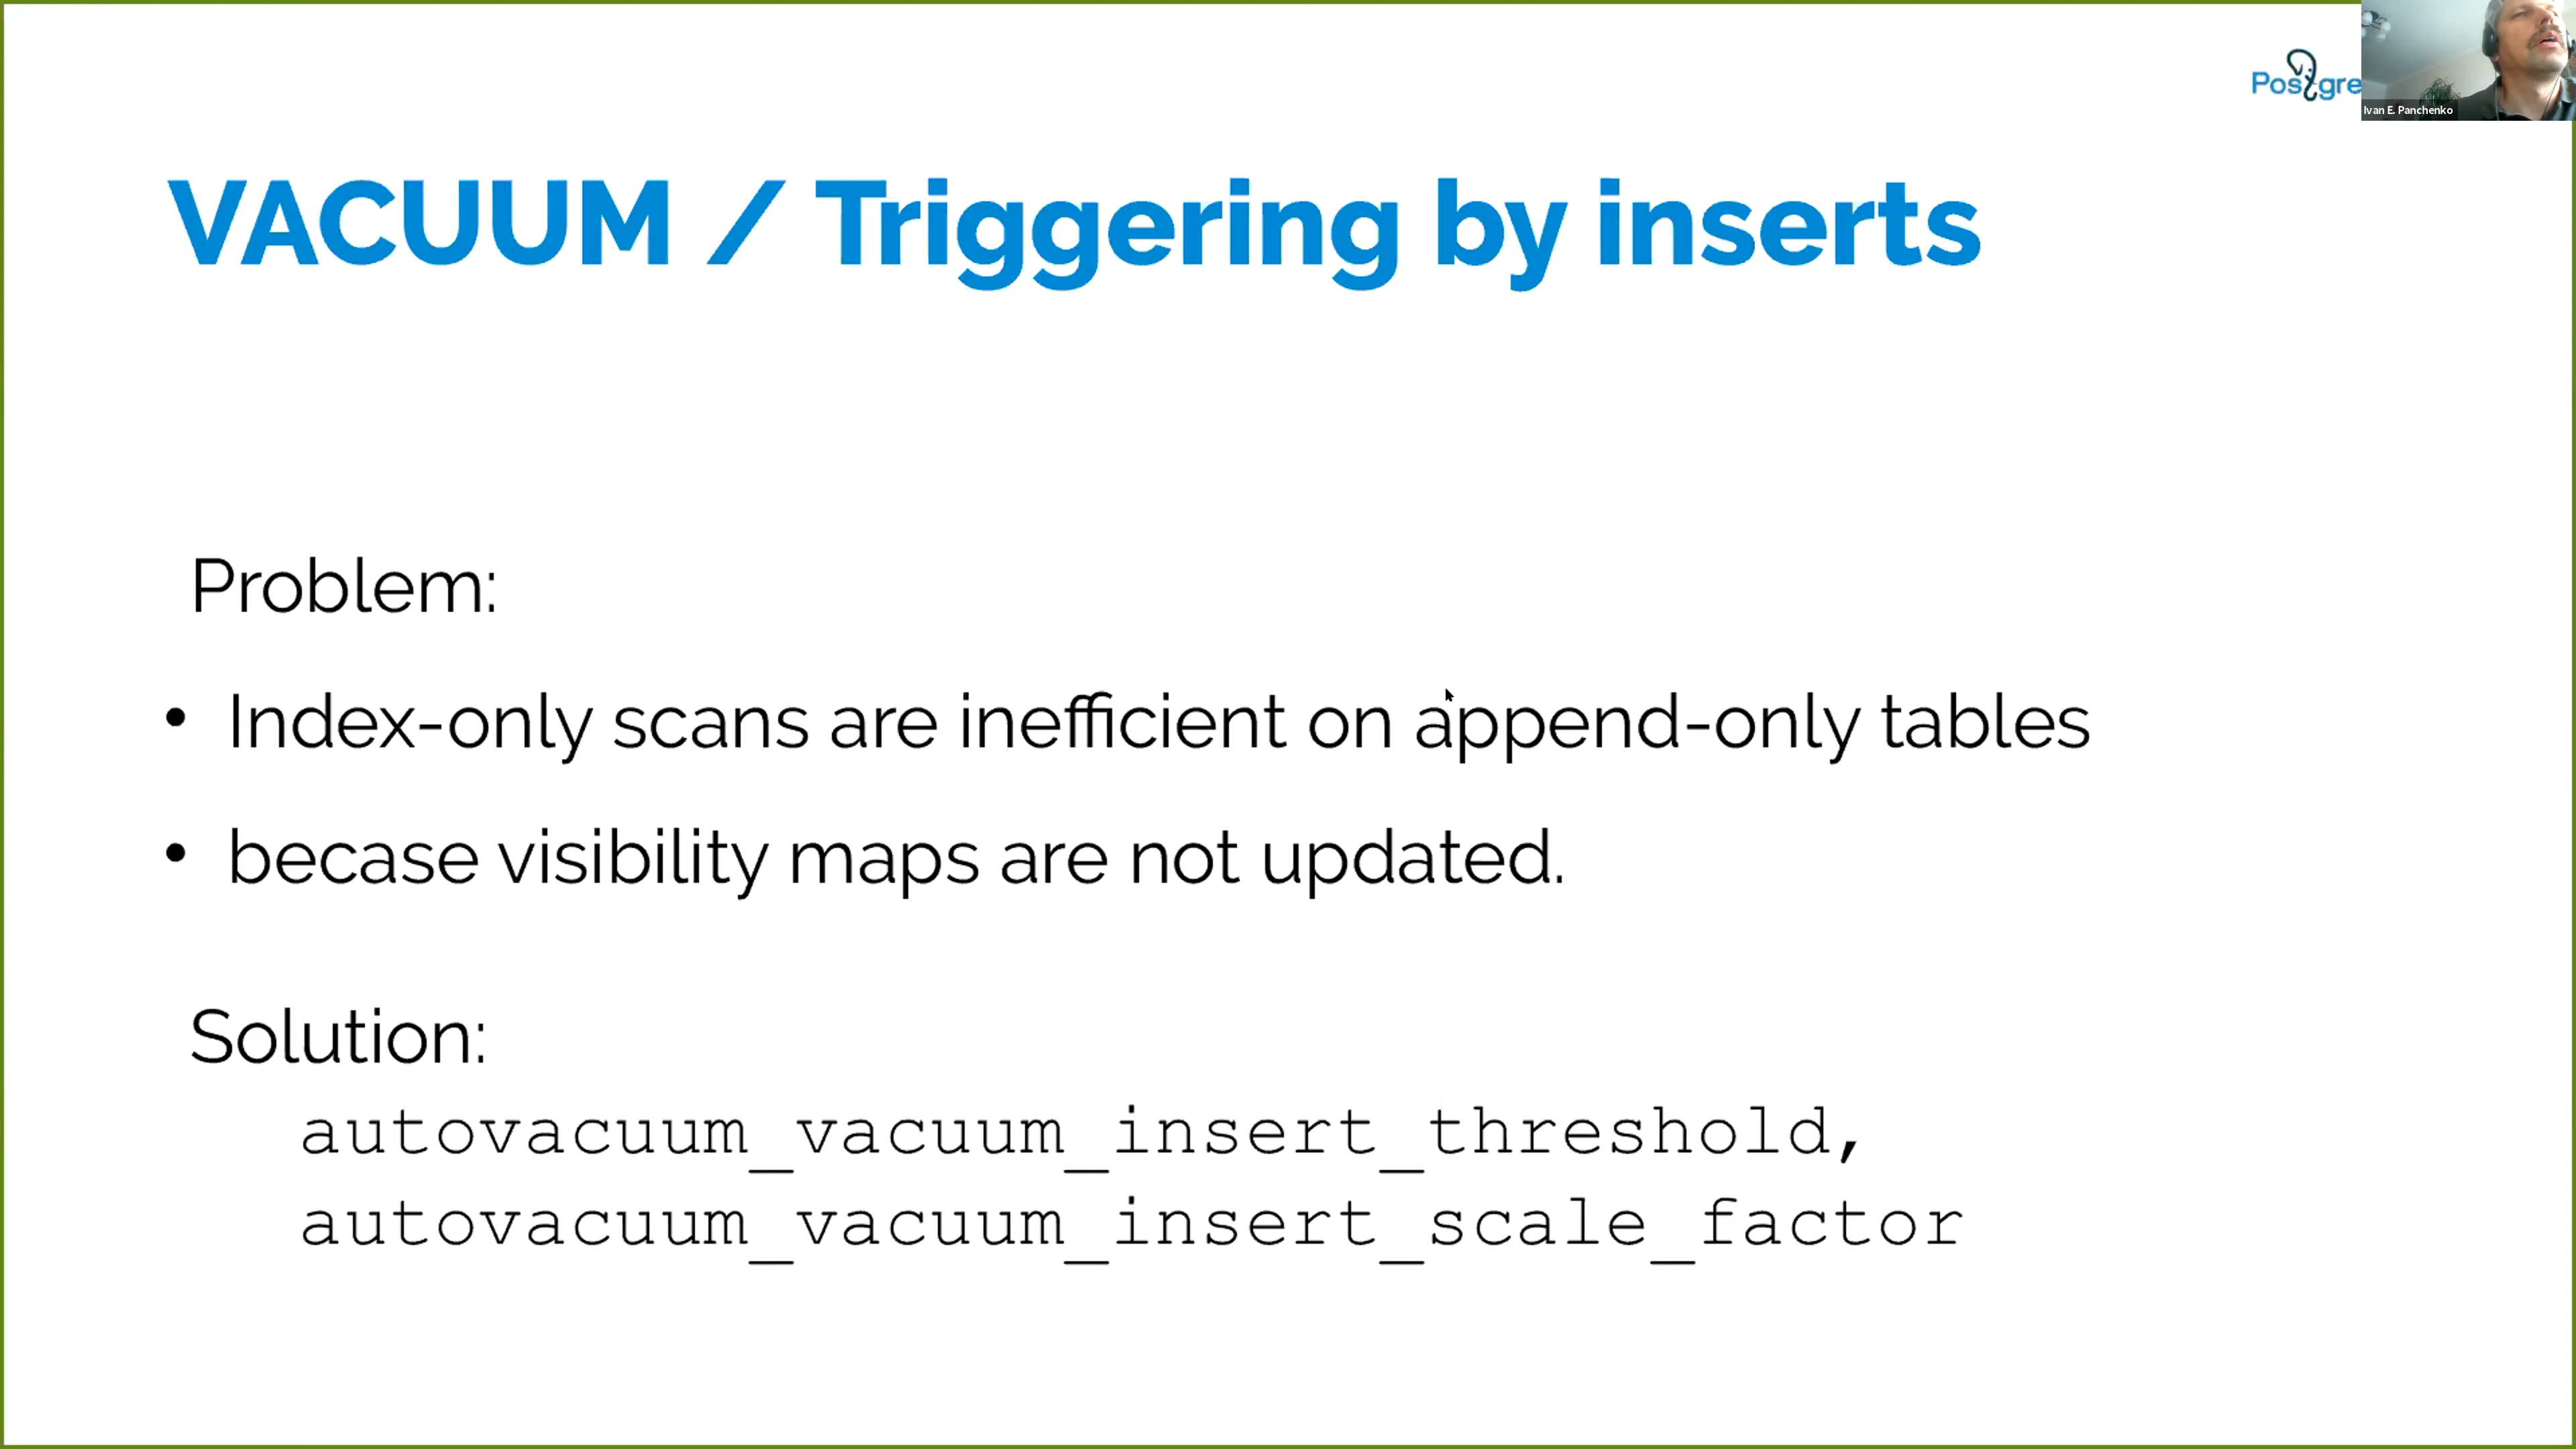 Posgre
Ivan E. Panchenko
VACUUM / Triggering by inserts
Problem:
• Index-only scans are inefficient on append-only tables
• becase visibility maps are not updated.
Solution:
autovacuum_vacuum_insert_threshold,
autovacuum_vacuum_insert_scale_factor